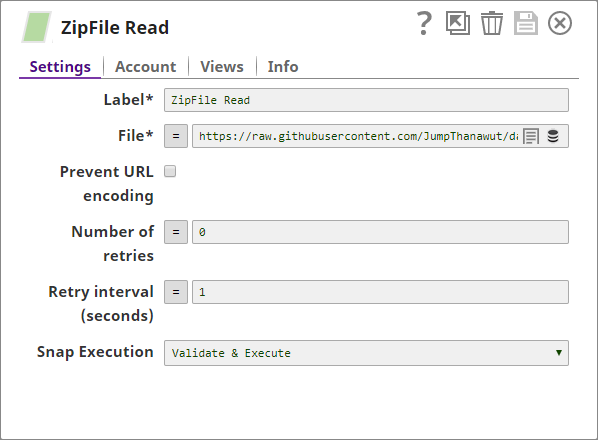 ZipFile Read
?
Settings Account Views Info
Label* ZipFile Read
File* = https://raw.githubusercontent.com/JumpThanawut/da
Prevent URL
encoding
Number of = 0
retries
Retry interval = 1
(seconds)
Snap Execution Validate & Execute